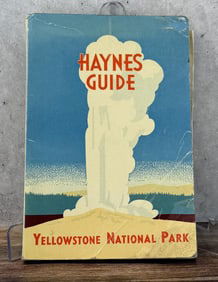 HAYNES
GUIDE
YELLOWSTONE NATIONAL PARK